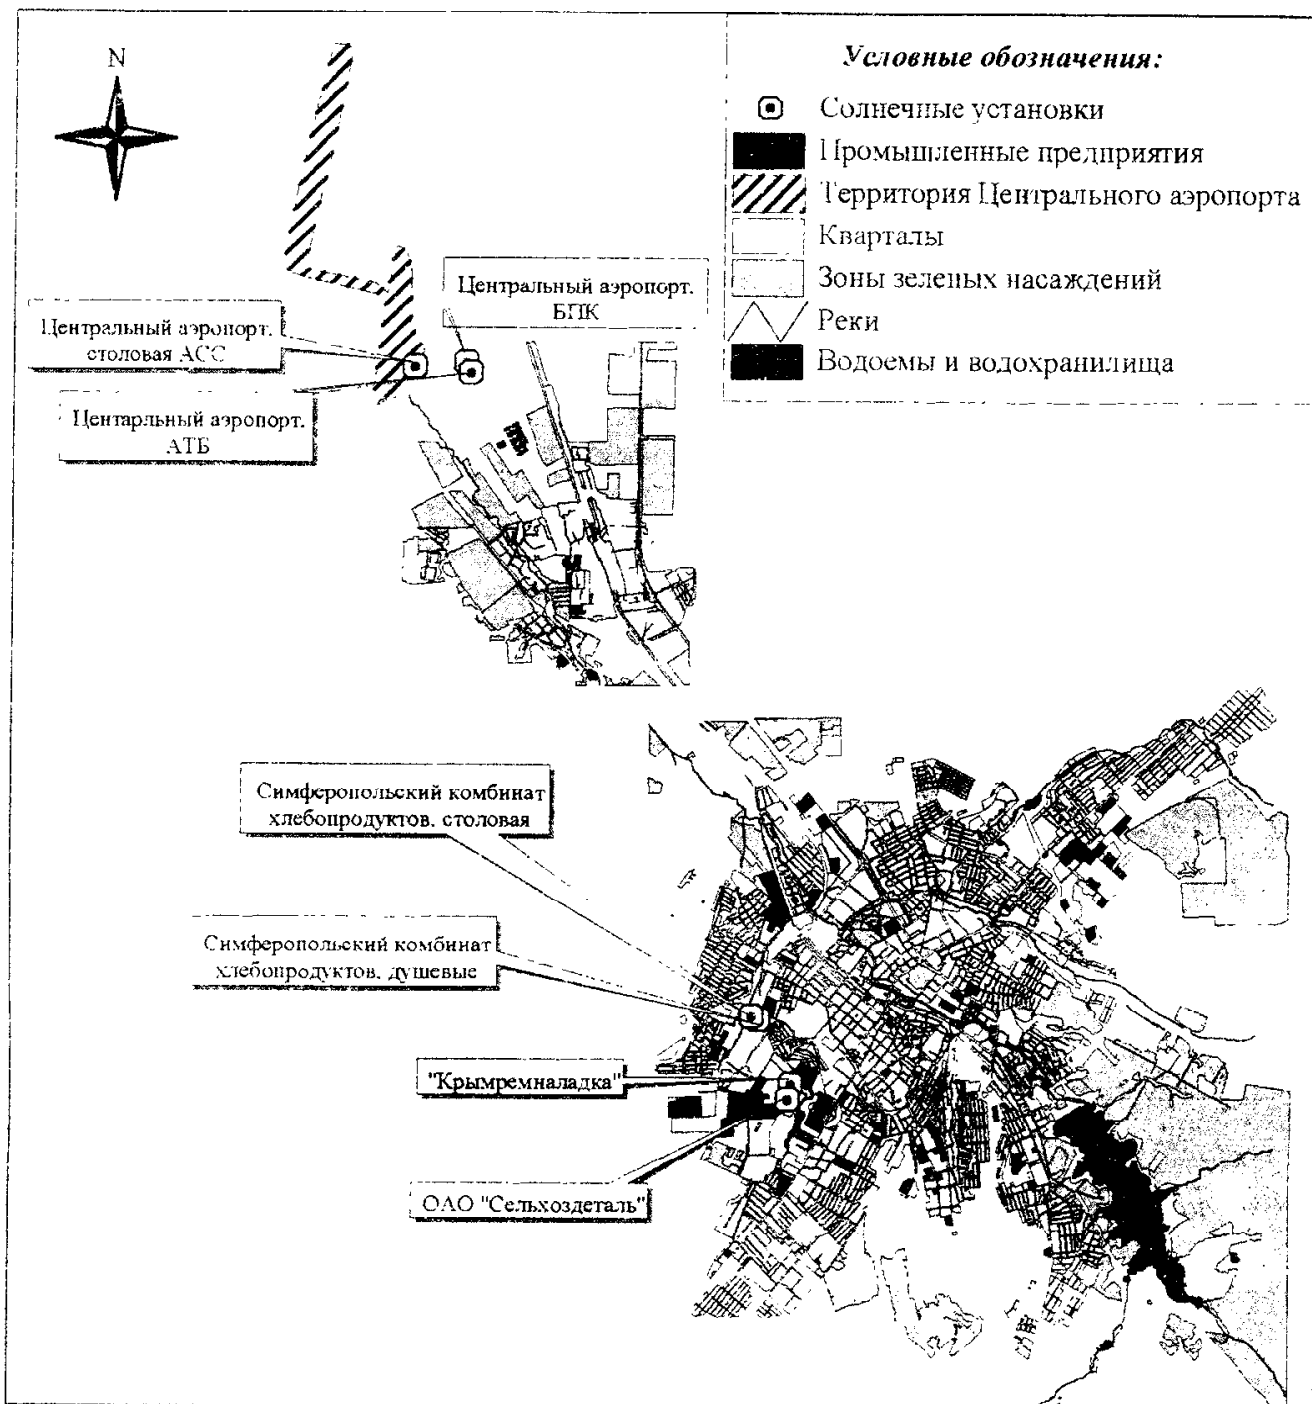 N
Условные обозначения:
Солнечные установки
Промышленные предприятия
Территория Центрального аэропорта
Кварталы
Зоны зеленых насаждений
Реки
Водоемы и водохранилища
Центральный аэропорт.
БПК
Центральный аэропорт.
столовая АСС
Центарльный аэропорт.
АТБ
Симферопольский комбинат
хлебопродуктов. столовая
Симферопольский комбинат
хлебопродуктов. душевые
"Крымремналадка"
ОАО "Сельхоздеталь"